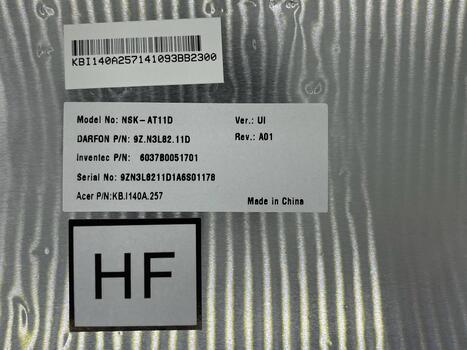 KBI140A257141093BB2300
Model No: NSK-AT11D Ver.: UI
DARFON P/N: 9Z.N3L82.11D Rev.: A01
Inventec P/N: 6037B0051701
Serial No: 9ZN3L8211D1A6S01178
Acer P/N:KB.I140A.257 Made in China
HF